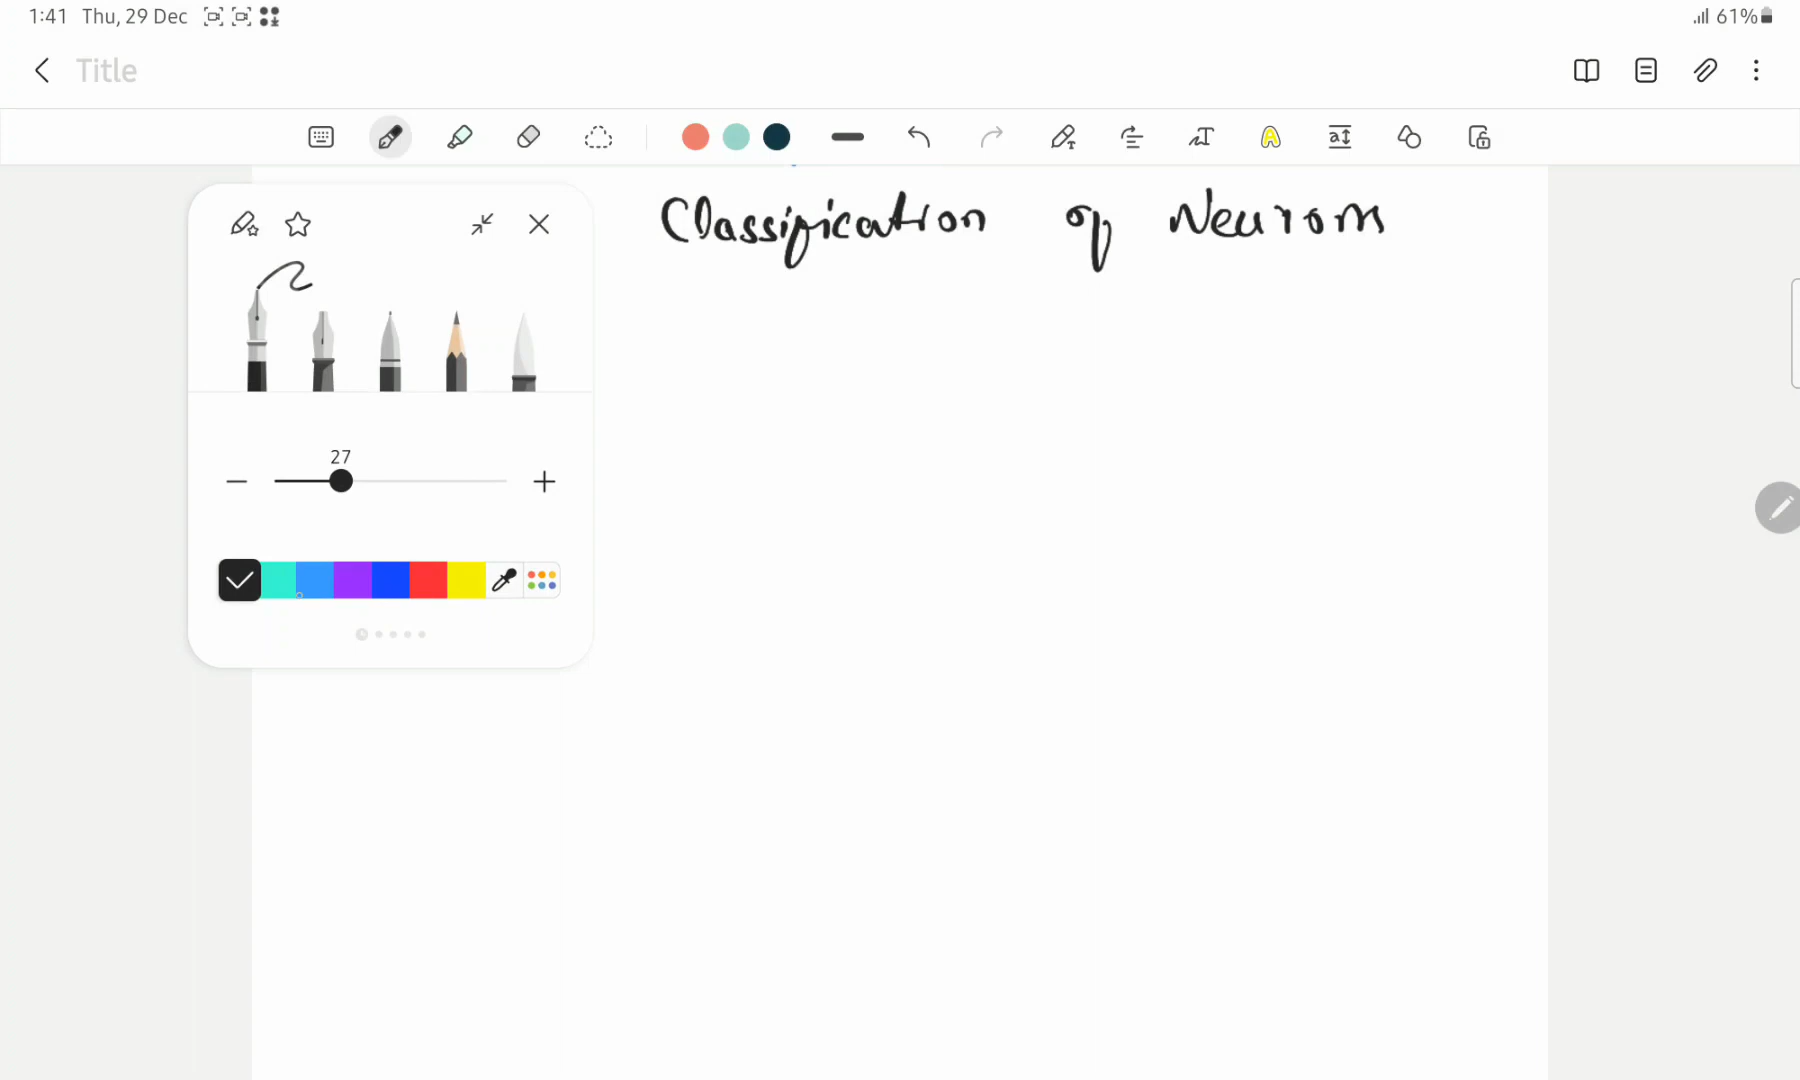 1:41 Thu, 29 Dec 61%
Title
Classification of Neurons
27